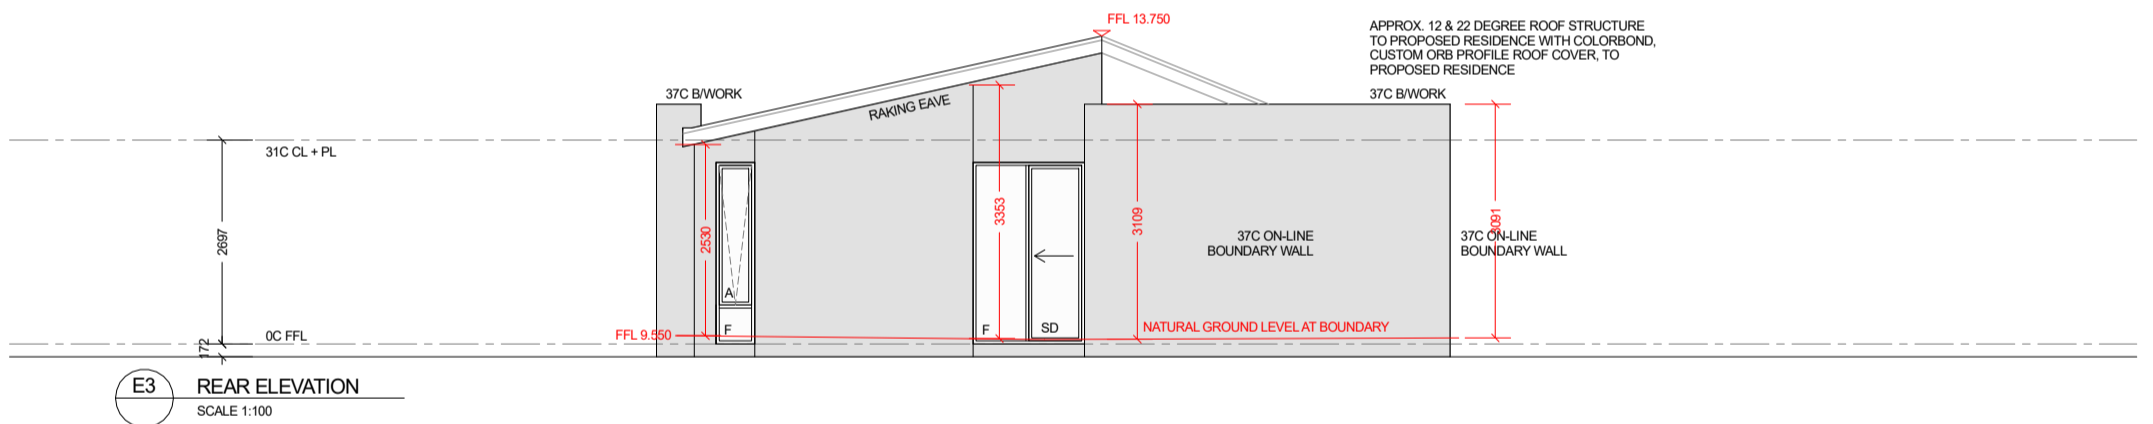 FFL 13.750
APPROX. 12 & 22 DEGREE ROOF STRUCTURE
TO PROPOSED RESIDENCE WITH COLORBOND,
CUSTOM ORB PROFILE ROOF COVER, TO
PROPOSED RESIDENCE
37C B/WORK
37C B/WORK
RAKING EAVE
31C CL + PL
2697
2530
3353
3109
3091
37C ON-LINE
BOUNDARY WALL
37C ON-LINE
BOUNDARY WALL
A
F
F
SD
NATURAL GROUND LEVEL AT BOUNDARY
FFL 9.550
0C FFL
172
E3
REAR ELEVATION
SCALE 1:100